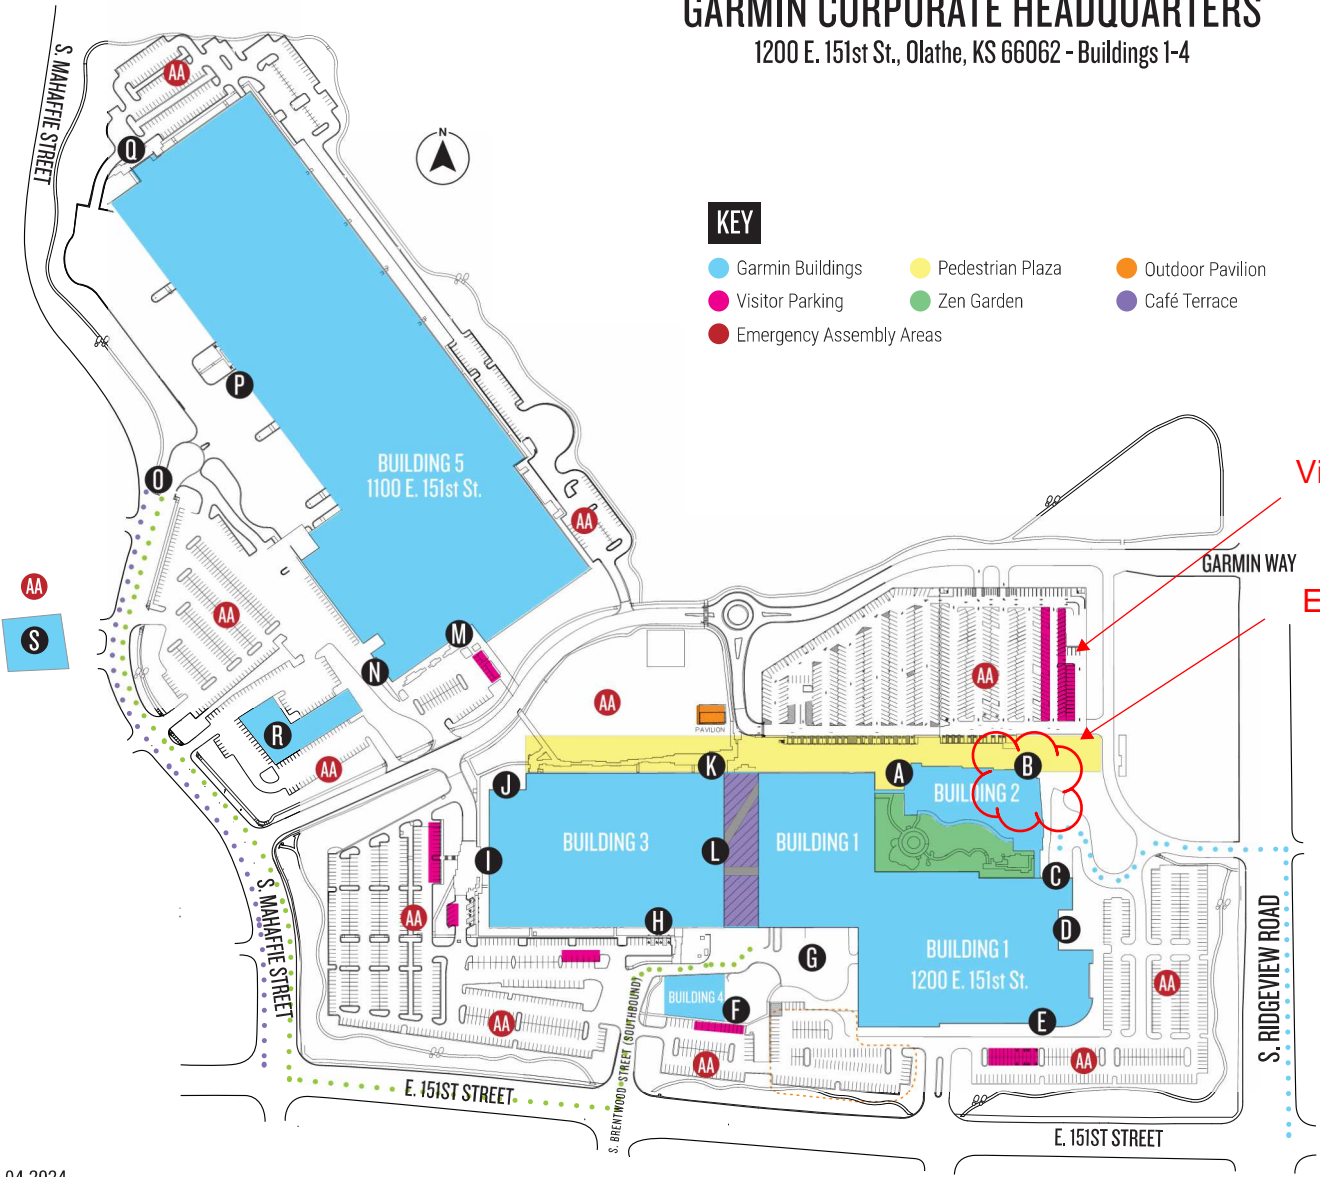 GARMIN CORPORATE HEADQUARTERS
1200 E. 151st St., Olathe, KS 66062 - Buildings 1-4
S. MAHAFFIE STREET
AA
Q
N
KEY
Garmin Buildings
Pedestrian Plaza
Outdoor Pavilion
Visitor Parking
Zen Garden
Café Terrace
Emergency Assembly Areas
P
BUILDING 5
1100 E. 151st St.
O
Vi
AA
GARMIN WAY
AA
AA
E
S
M
N
AA
AA
R
PAVILION
AA
K
A
B
J
BUILDING 2
BUILDING 3
L
BUILDING 1
I
C
S. MAHAFFIE STREET
AA
H
D
G
BUILDING 1
1200 E. 151st St.
S. RIDGEVIEW ROAD
AA
BUILDING 4
F
E
AA
AA
AA
S. BRENTWOOD STREET (SOUTHBOUND)
E. 151ST STREET
E. 151ST STREET
04.2024